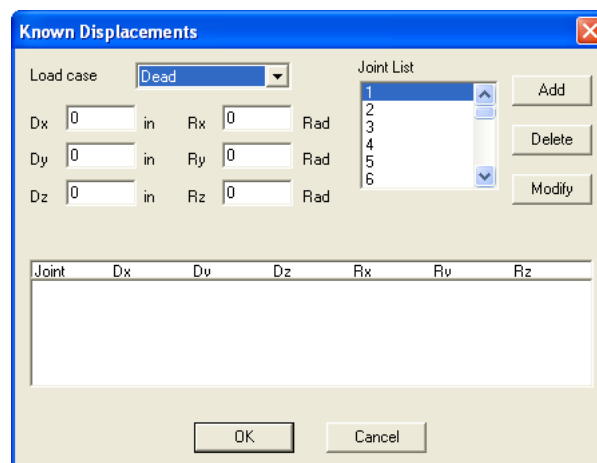 Known Displacements
Load case Dead
Joint List
1
2
3
4
5
6
Add
Delete
Modify
Dx 0 in Rx 0 Rad
Dy 0 in Ry 0 Rad
Dz 0 in Rz 0 Rad
Joint Dx Dy Dz Rx Ry Rz
OK Cancel